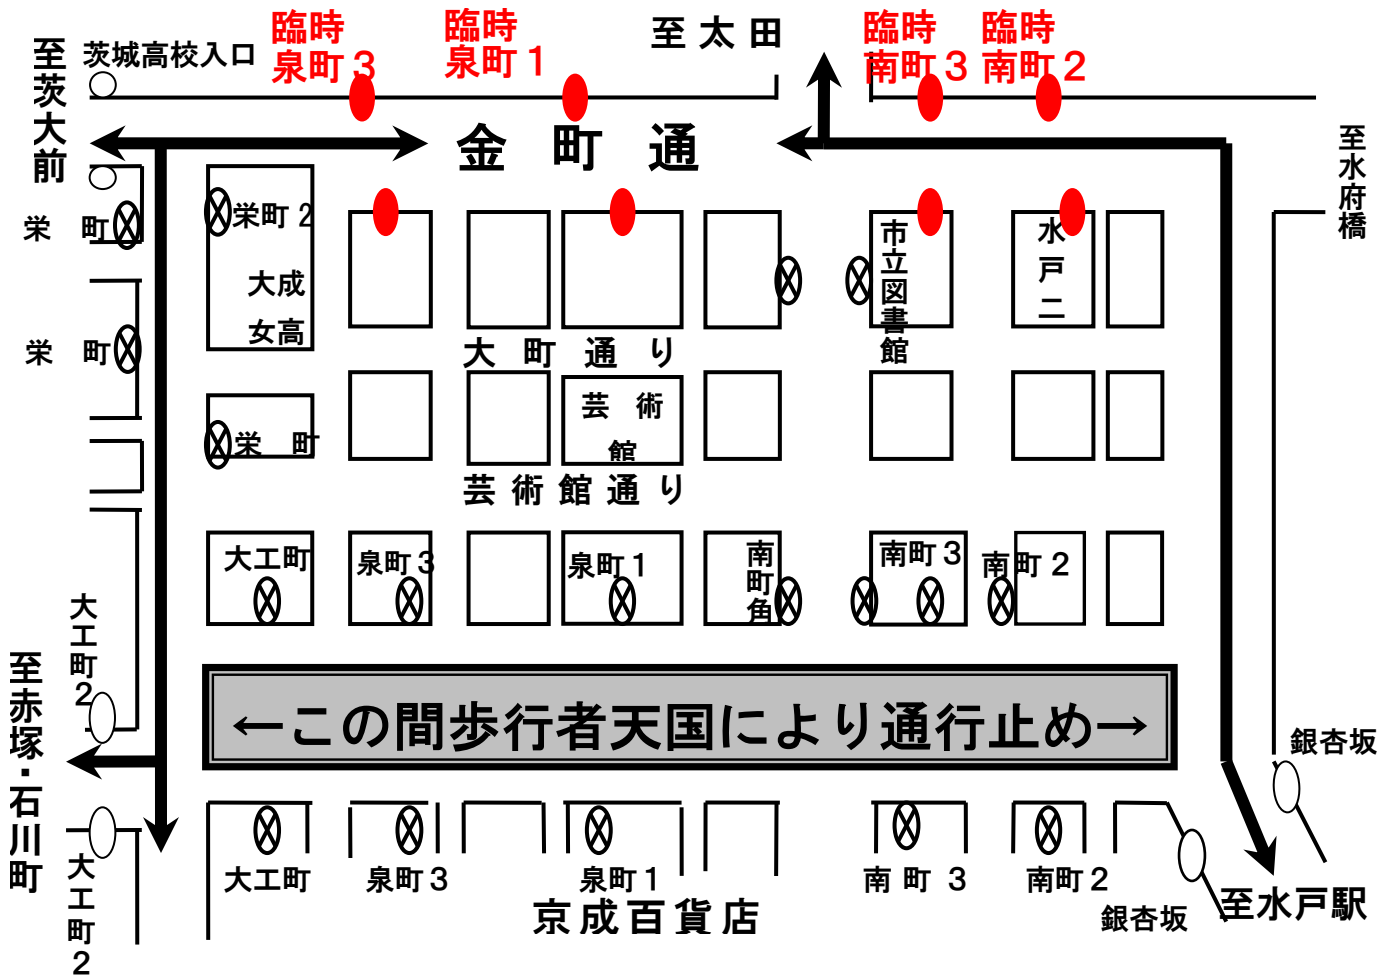 臨時
泉町3
臨時
泉町1
至太田
臨時
南町3
臨時
南町2
至茨大前
茨城高校入口
金町通
至水府橋
栄町
栄町2
大成
女高
市立図書館
水戸二
栄町
大町通り
芸術
館
栄町
芸術館通り
大工町
泉町3
泉町1
南町角
南町3
南町2
大工町2
至赤塚・石川町
←この間歩行者天国により通行止め→
銀杏坂
大工町2
大工町
泉町3
泉町1
南町3
南町2
京成百貨店
銀杏坂
至水戸駅